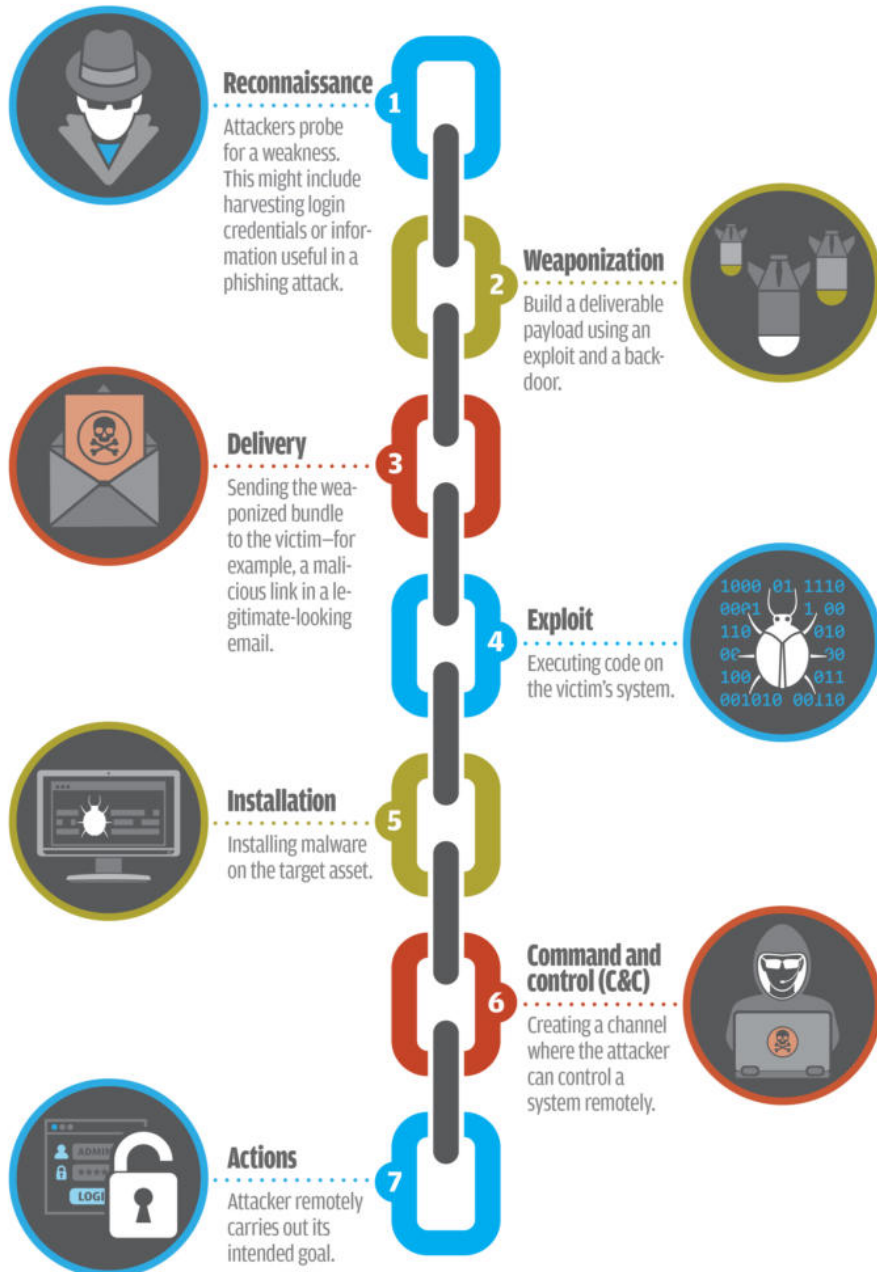 Reconnaissance
1
Attackers probe
for a weakness.
This might include
harvesting login
credentials or infor-
mation useful in a
phishing attack.
2
Weaponization
Build a deliverable
payload using an
exploit and a back-
door.
Delivery
3
Sending the wea-
ponized bundle
to the victim—for
example, a mali-
cious link in a le-
gitimate-looking
email.
4
Exploit
Executing code on
the victim's system.
1000 01 1110
0001 1 00
110 010
00 00
100 011
001010 00110
Installation
5
Installing malware
on the target asset.
6
Command and
control (C&C)
Creating a channel
where the attacker
can control a
system remotely.
ADMIN
****
LOGI
Actions
7
Attacker remotely
carries out its
intended goal.